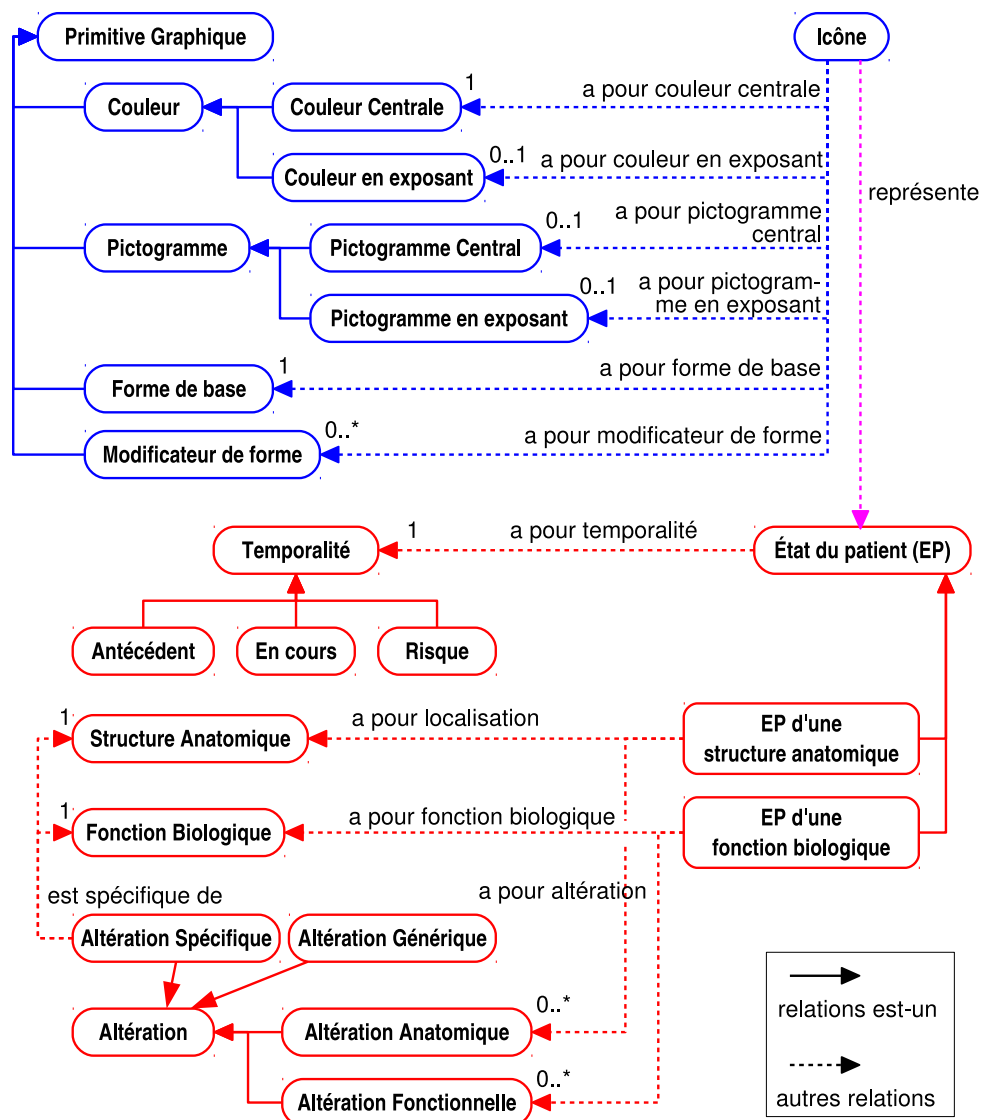 Primitive Graphique
Icône
Couleur
Couleur Centrale
1
a pour couleur centrale
Couleur en exposant
0..1
a pour couleur en exposant
représente
Pictogramme
Pictogramme Central
0..1
a pour pictogramme
central
Pictogramme en exposant
0..1
a pour pictogram-
me en exposant
Forme de base
1
a pour forme de base
Modificateur de forme
0..*
a pour modificateur de forme
Temporalité
1
a pour temporalité
État du patient (EP)
Antécédent
En cours
Risque
1
Structure Anatomique
a pour localisation
EP d'une
structure anatomique
1
Fonction Biologique
a pour fonction biologique
EP d'une
fonction biologique
est spécifique de
a pour altération
Altération Spécifique
Altération Générique
Altération
Altération Anatomique
0..*
Altération Fonctionnelle
0..*
relations est-un
autres relations